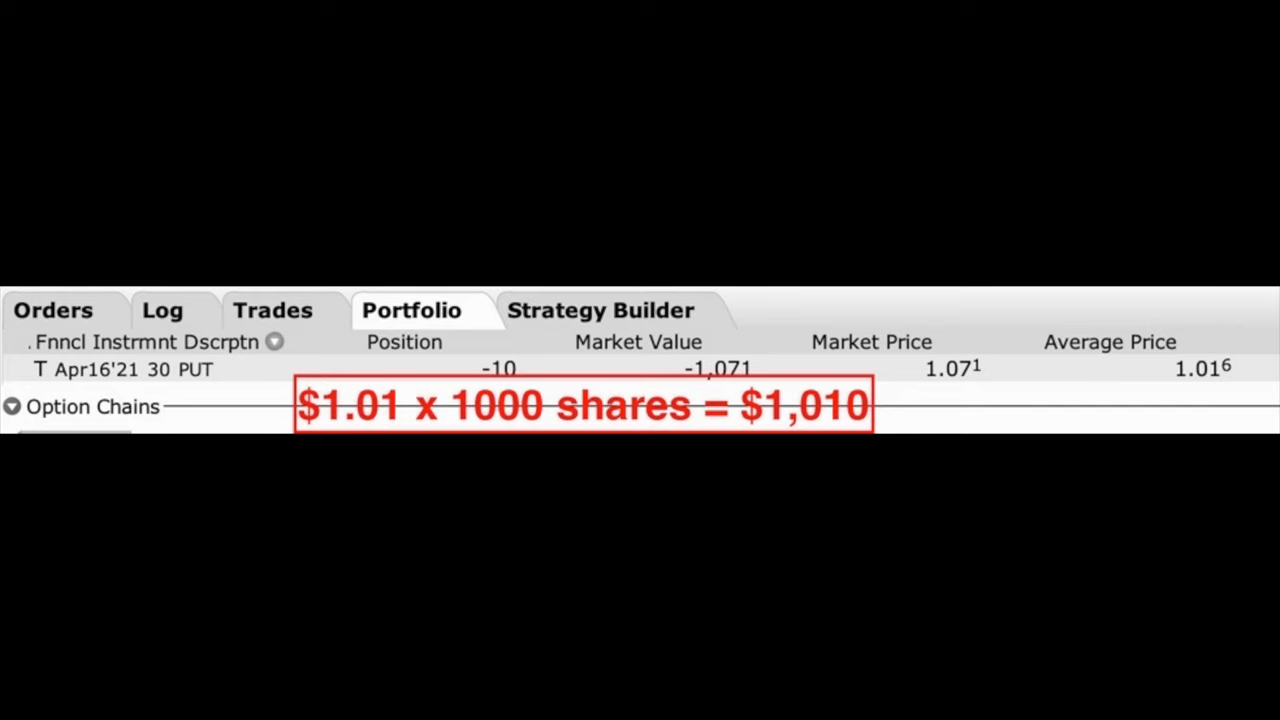 Orders Log Trades Portfolio Strategy Builder
. Fnncl Instrmnt Dscrptn Position Market Value Market Price Average Price
T Apr16'21 30 PUT -10 -1,071 1.071 1.016
Option Chains
$1.01 x 1000 shares = $1,010